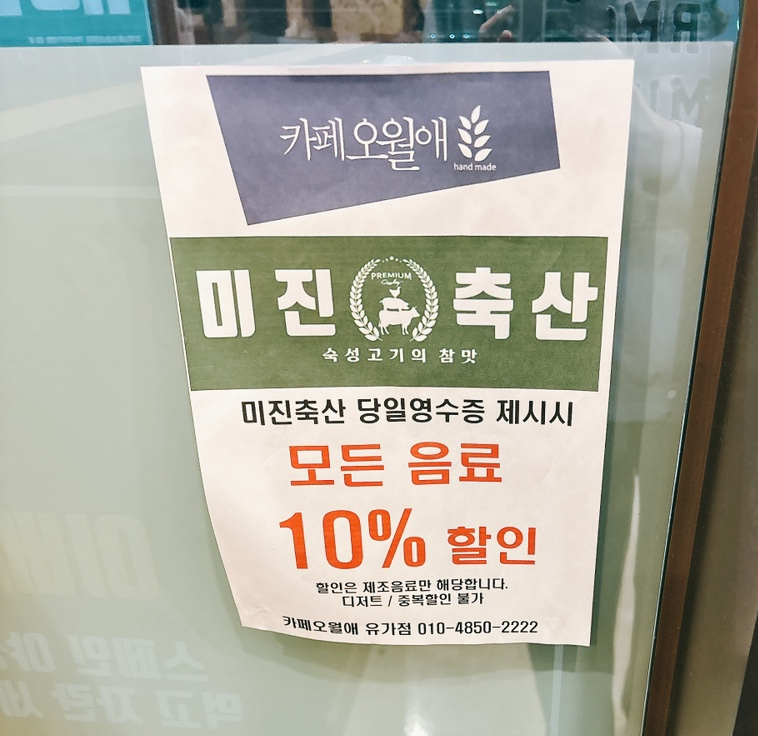 카페오월애
hand made
PREMIUM
미진축산
숙성고기의 참맛
미진축산 당일영수증 제시시
모든 음료
10% 할인
할인은 제조음료만 해당합니다.
디저트 / 중복할인 불가
카페오월애 유가점 010-4850-2222